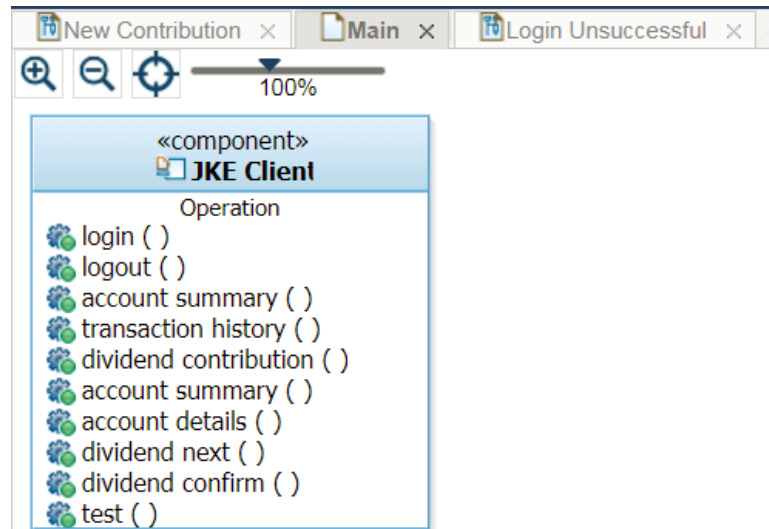 New Contribution × Main × Login Unsuccessful ×
100%
«component»
JKE Client
Operation
login ( )
logout ( )
account summary ( )
transaction history ( )
dividend contribution ( )
account summary ( )
account details ( )
dividend next ( )
dividend confirm ( )
test ( )